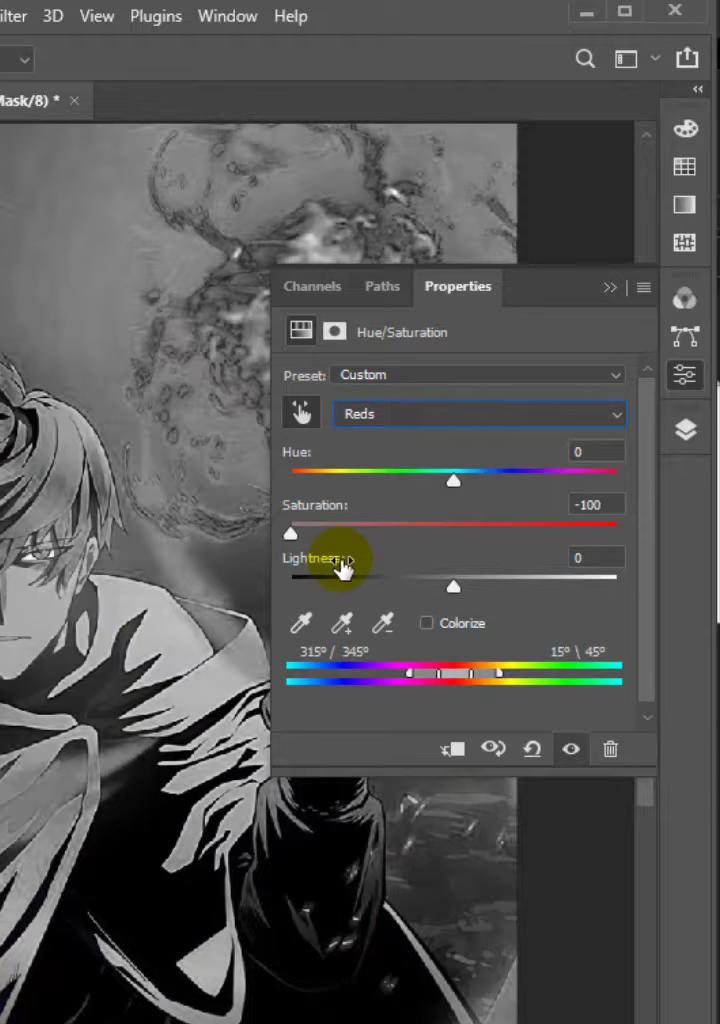 ilter 3D View Plugins Window Help
Mask/8) *
Channels Paths Properties
Hue/Saturation
Preset: Custom
Reds
Hue: 0
Saturation: -100
Lightness: 0
Colorize
315° / 345° 15° \ 45°